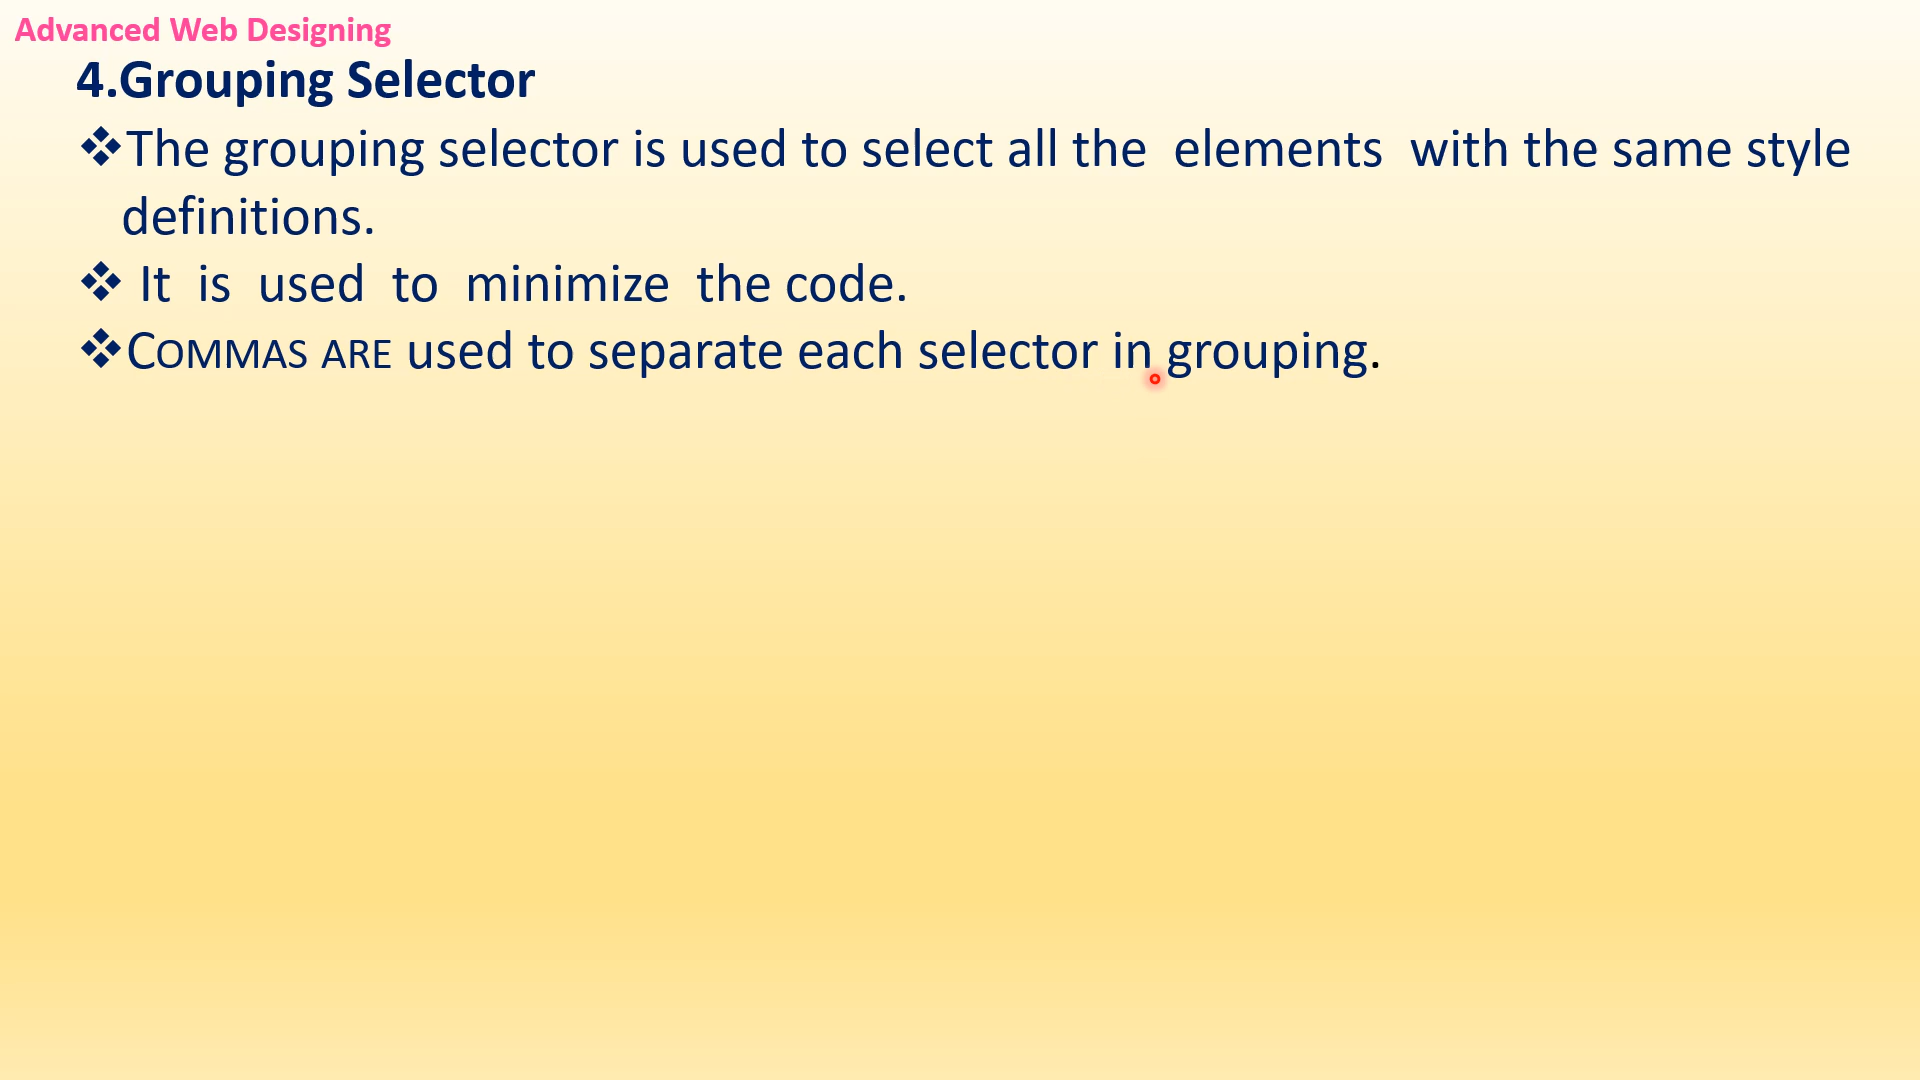 Advanced Web Designing
4.Grouping Selector
❖The grouping selector is used to select all the elements with the same style
definitions.
❖ It is used to minimize the code.
❖COMMAS ARE used to separate each selector in grouping.